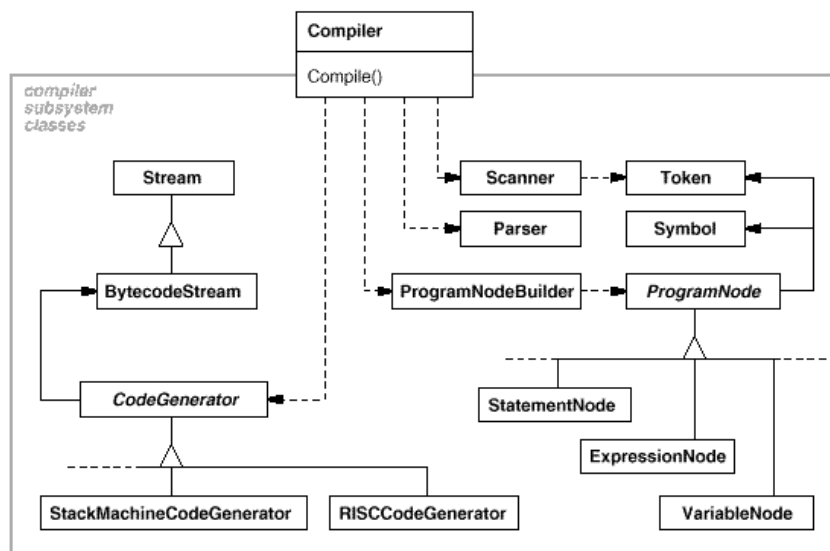 Compiler
Compile()
compiler
subsystem
classes
Stream
Scanner
Token
Parser
Symbol
BytecodeStream
ProgramNodeBuilder
ProgramNode
CodeGenerator
StatementNode
ExpressionNode
StackMachineCodeGenerator
RISCCodeGenerator
VariableNode